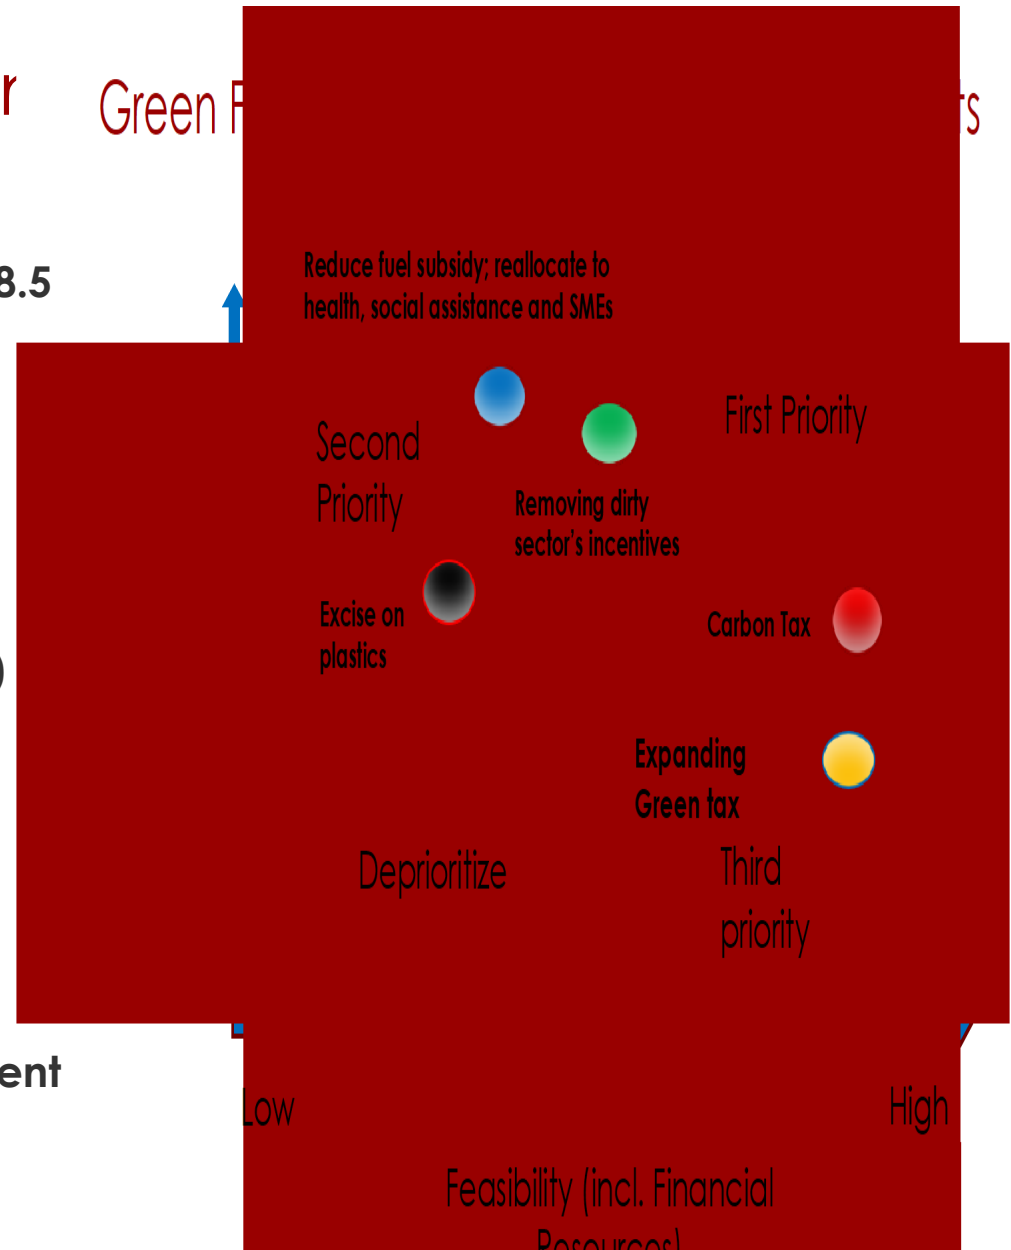 r
Green F
ts
8.5
Reduce fuel subsidy; reallocate to
health, social assistance and SMEs
First Priority
Second
Priority
Removing dirty
sector's incentives
Excise on
plastics
Carbon Tax
)
Expanding
Green tax
Deprioritize
Third
priority
ent
Low
High
Feasibility (incl. Financial
Resources)